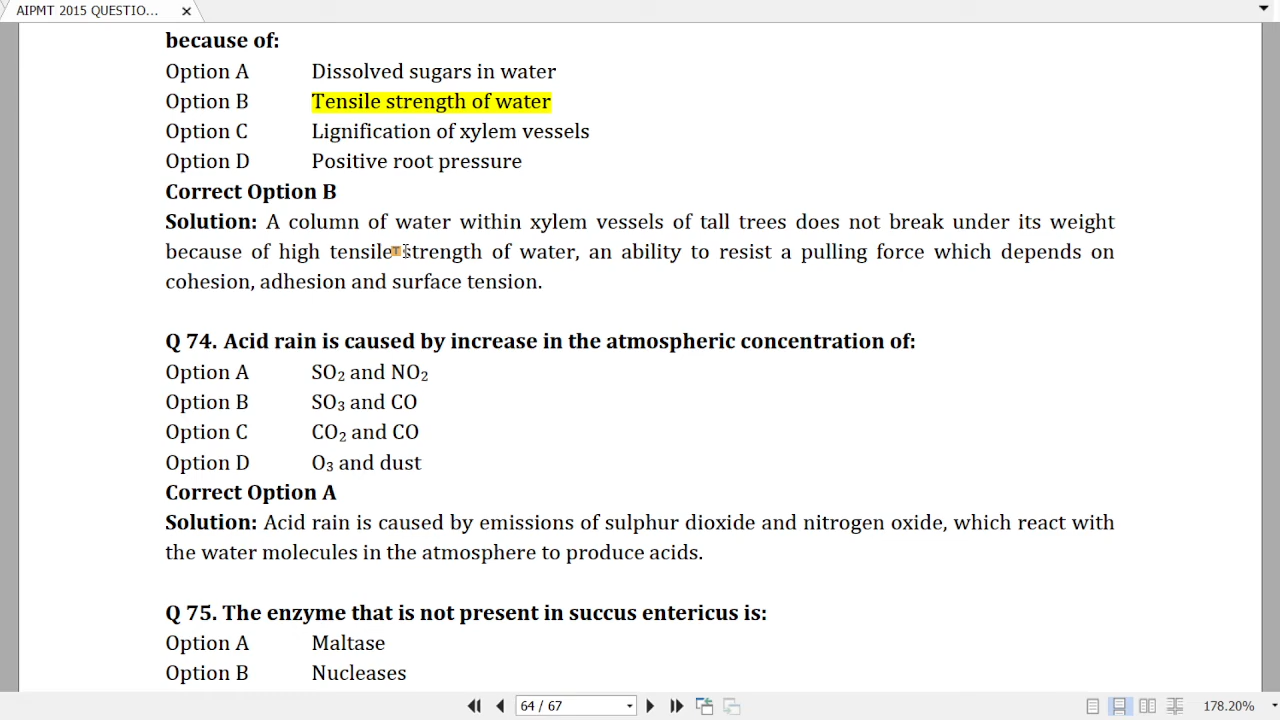 AIPMT 2015 QUESTIO...
because of:
Option A Dissolved sugars in water
Option B Tensile strength of water
Option C Lignification of xylem vessels
Option D Positive root pressure
Correct Option B
Solution: A column of water within xylem vessels of tall trees does not break under its weight
because of high tensile strength of water, an ability to resist a pulling force which depends on
cohesion, adhesion and surface tension.
Q 74. Acid rain is caused by increase in the atmospheric concentration of:
Option A SO₂ and NO₂
Option B SO₃ and CO
Option C CO₂ and CO
Option D O₃ and dust
Correct Option A
Solution: Acid rain is caused by emissions of sulphur dioxide and nitrogen oxide, which react with
the water molecules in the atmosphere to produce acids.
Q 75. The enzyme that is not present in succus entericus is:
Option A Maltase
Option B Nucleases
64 / 67
178.20%